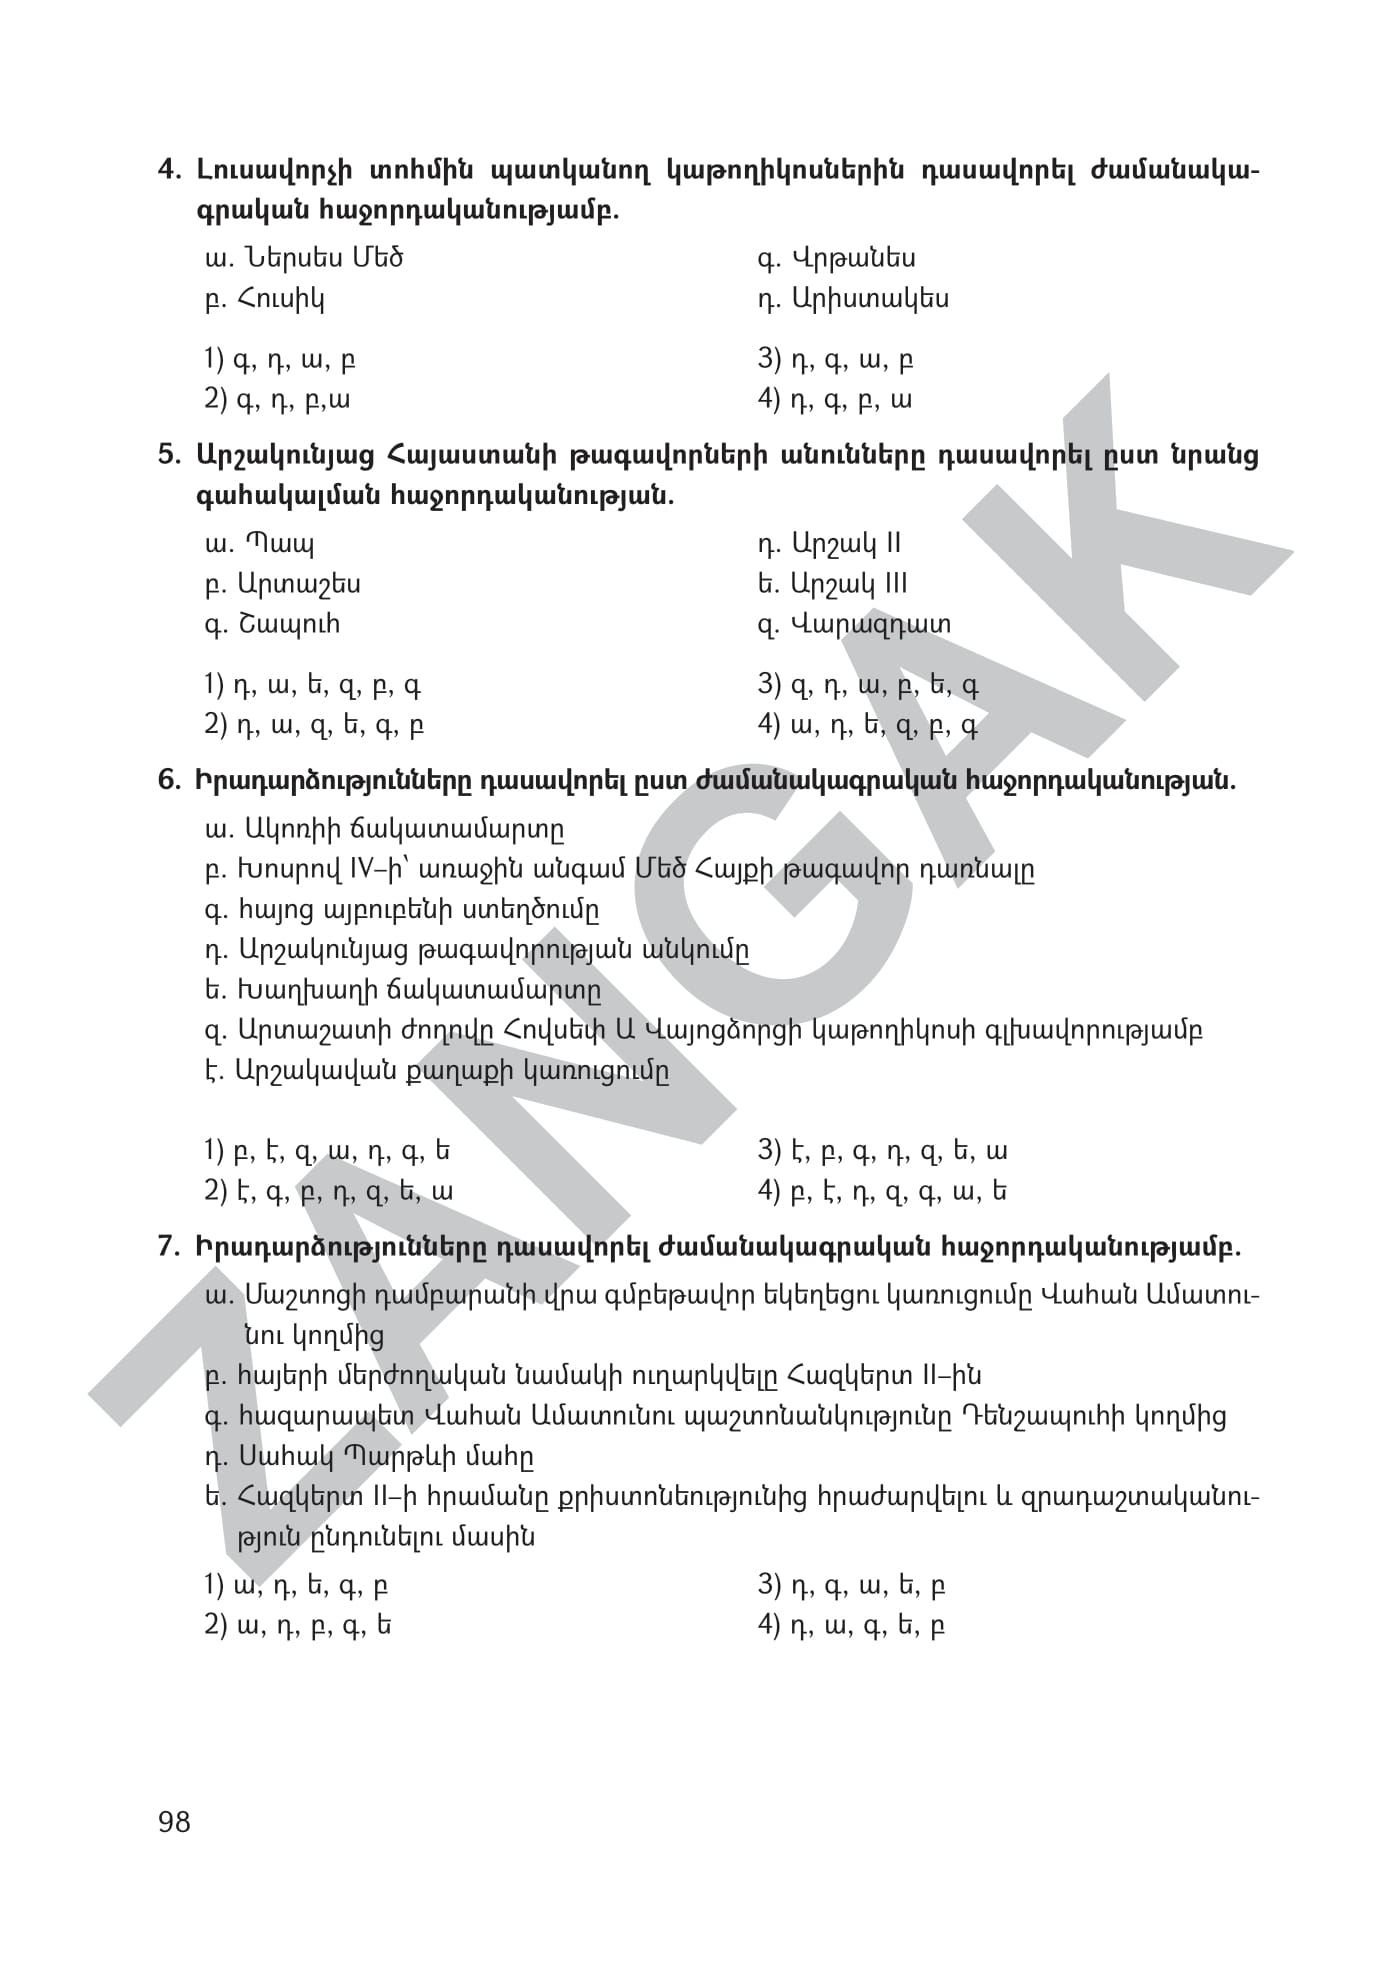 4. Լուսավորչի տոհմին պատկանող կաթողիկոսներին դասավորել ժամանակա-
գրական հաջորդականությամբ.
ա. Ներսես Մեծ
գ. Վրթանես
բ. Հուսիկ
դ. Արիստակես
1) գ, դ, ա, բ
3) դ, գ, ա, բ
2) գ, դ, բ,ա
4) դ, գ, բ, ա
5. Արշակունյաց Հայաստանի թագավորների անունները դասավորել ըստ նրանց
գահակալման հաջորդականության.
ա. Պապ
դ. Արշակ II
բ. Արտաշես
ե. Արշակ III
գ. Շապուհ
զ. Վարազդատ
1) դ, ա, ե, զ, բ, գ
3) զ, դ, ա, բ, ե, գ
2) դ, ա, զ, ե, գ, բ
4) ա, դ, ե, զ, բ, գ
6. Իրադարձությունները դասավորել ըստ ժամանակագրական հաջորդականության.
ա. Ակոռիի ճակատամարտը
բ. Խոսրով IV–ի՝ առաջին անգամ Մեծ Հայքի թագավոր դառնալը
գ. հայոց այբուբենի ստեղծումը
դ. Արշակունյաց թագավորության անկումը
ե. Խաղխաղի ճակատամարտը
զ. Արտաշատի ժողովը Հովսեփ Ա Վայոցձորցի կաթողիկոսի գլխավորությամբ
է. Արշակավան քաղաքի կառուցումը
1) բ, է, զ, ա, դ, գ, ե
3) է, բ, գ, դ, զ, ե, ա
2) է, գ, բ, դ, զ, ե, ա
4) բ, է, դ, զ, գ, ա, ե
7. Իրադարձությունները դասավորել ժամանակագրական հաջորդականությամբ.
ա. Մաշտոցի դամբարանի վրա գմբեթավոր եկեղեցու կառուցումը Վահան Ամատու-
նու կողմից
բ. հայերի մերժողական նամակի ուղարկվելը Հազկերտ II–ին
գ. հազարապետ Վահան Ամատունու պաշտոնանկությունը Դենշապուհի կողմից
դ. Սահակ Պարթևի մահը
ե. Հազկերտ II–ի հրամանը քրիստոնեությունից հրաժարվելու և զրադաշտականու-
թյուն ընդունելու մասին
1) ա, դ, ե, գ, բ
3) դ, գ, ա, ե, բ
2) ա, դ, բ, գ, ե
4) դ, ա, գ, ե, բ
98
ZANGAK